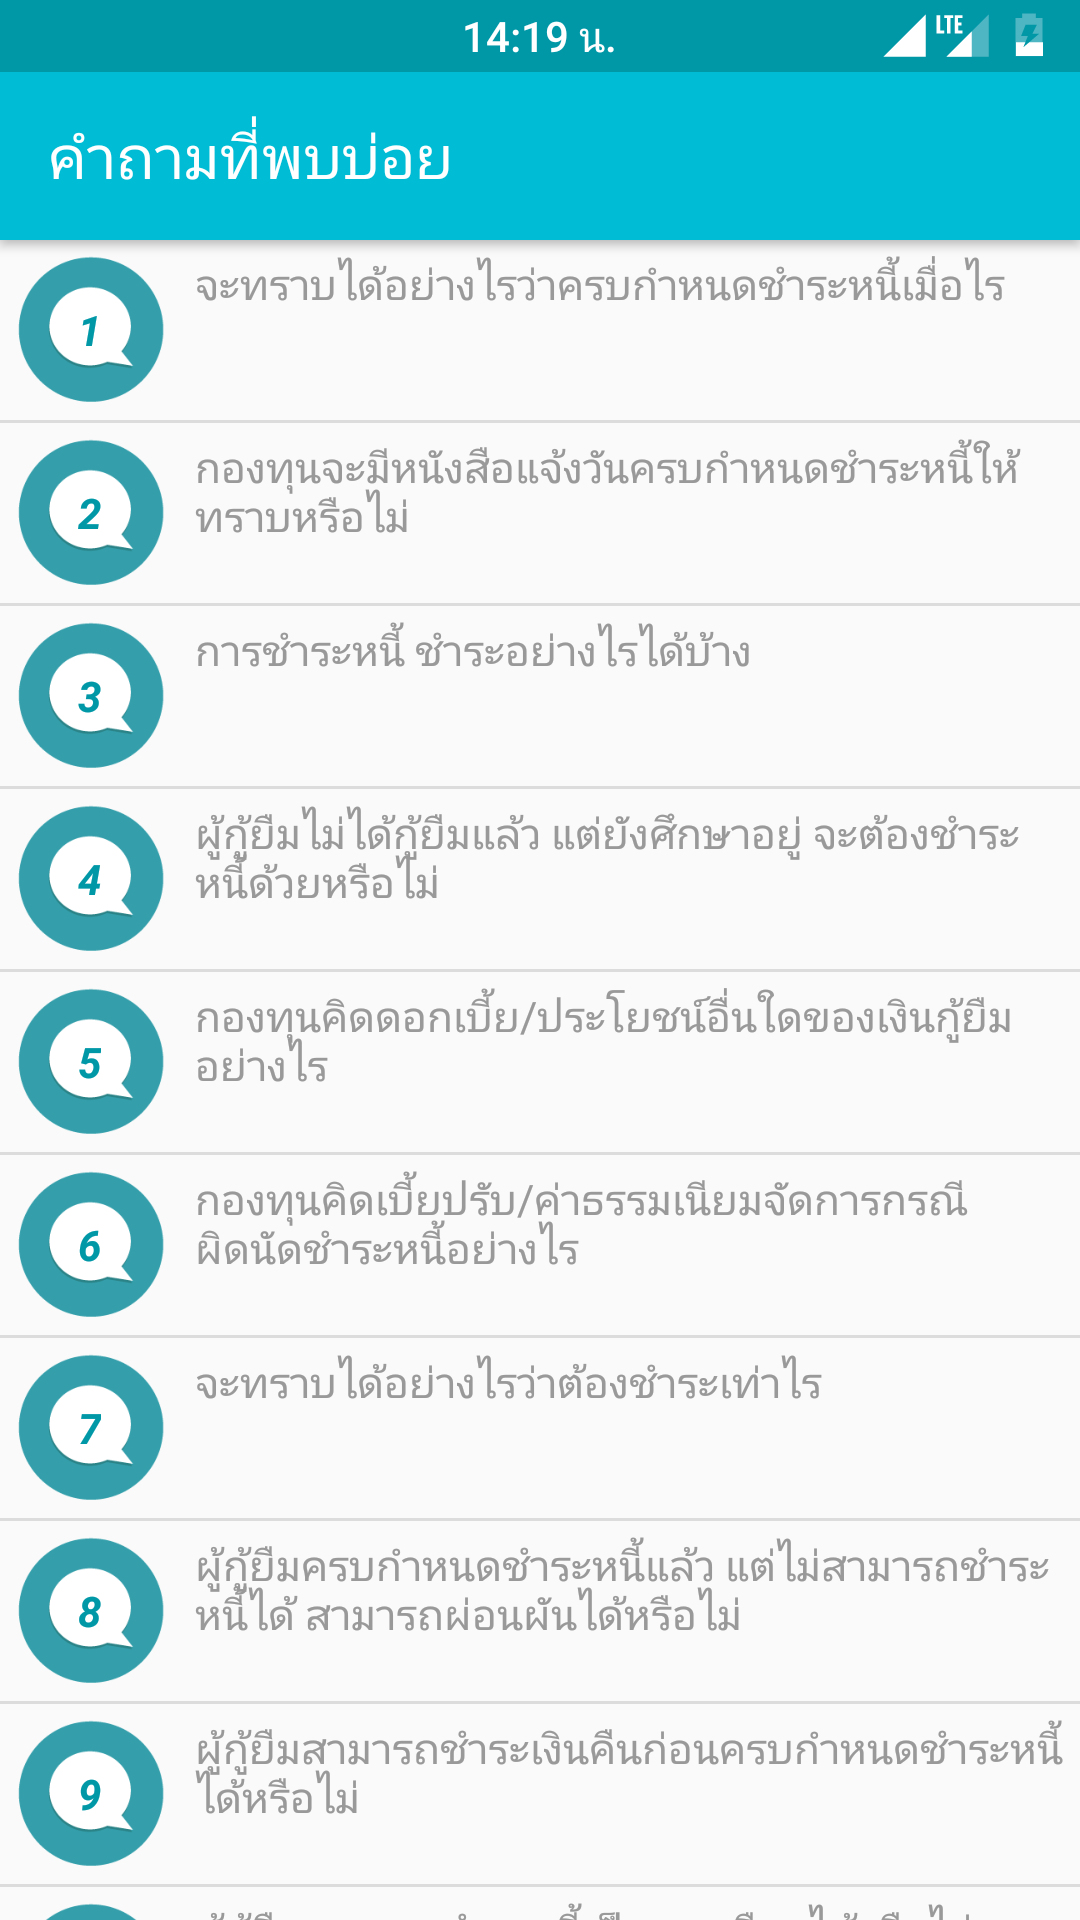 14:19 น.
LTE
คำถามที่พบบ่อย
1
จะทราบได้อย่างไรว่าครบกำหนดชำระหนี้เมื่อไร
2
กองทุนจะมีหนังสือแจ้งวันครบกำหนดชำระหนี้ให้
ทราบหรือไม่
3
การชำระหนี้ ชำระอย่างไรได้บ้าง
4
ผู้กู้ยืมไม่ได้กู้ยืมแล้ว แต่ยังศึกษาอยู่ จะต้องชำระ
หนี้ด้วยหรือไม่
5
กองทุนคิดดอกเบี้ย/ประโยชน์อื่นใดของเงินกู้ยืม
อย่างไร
6
กองทุนคิดเบี้ยปรับ/ค่าธรรมเนียมจัดการกรณี
ผิดนัดชำระหนี้อย่างไร
7
จะทราบได้อย่างไรว่าต้องชำระเท่าไร
8
ผู้กู้ยืมครบกำหนดชำระหนี้แล้ว แต่ไม่สามารถชำระ
หนี้ได้ สามารถผ่อนผันได้หรือไม่
9
ผู้กู้ยืมสามารถชำระเงินคืนก่อนครบกำหนดชำระหนี้
ได้หรือไม่